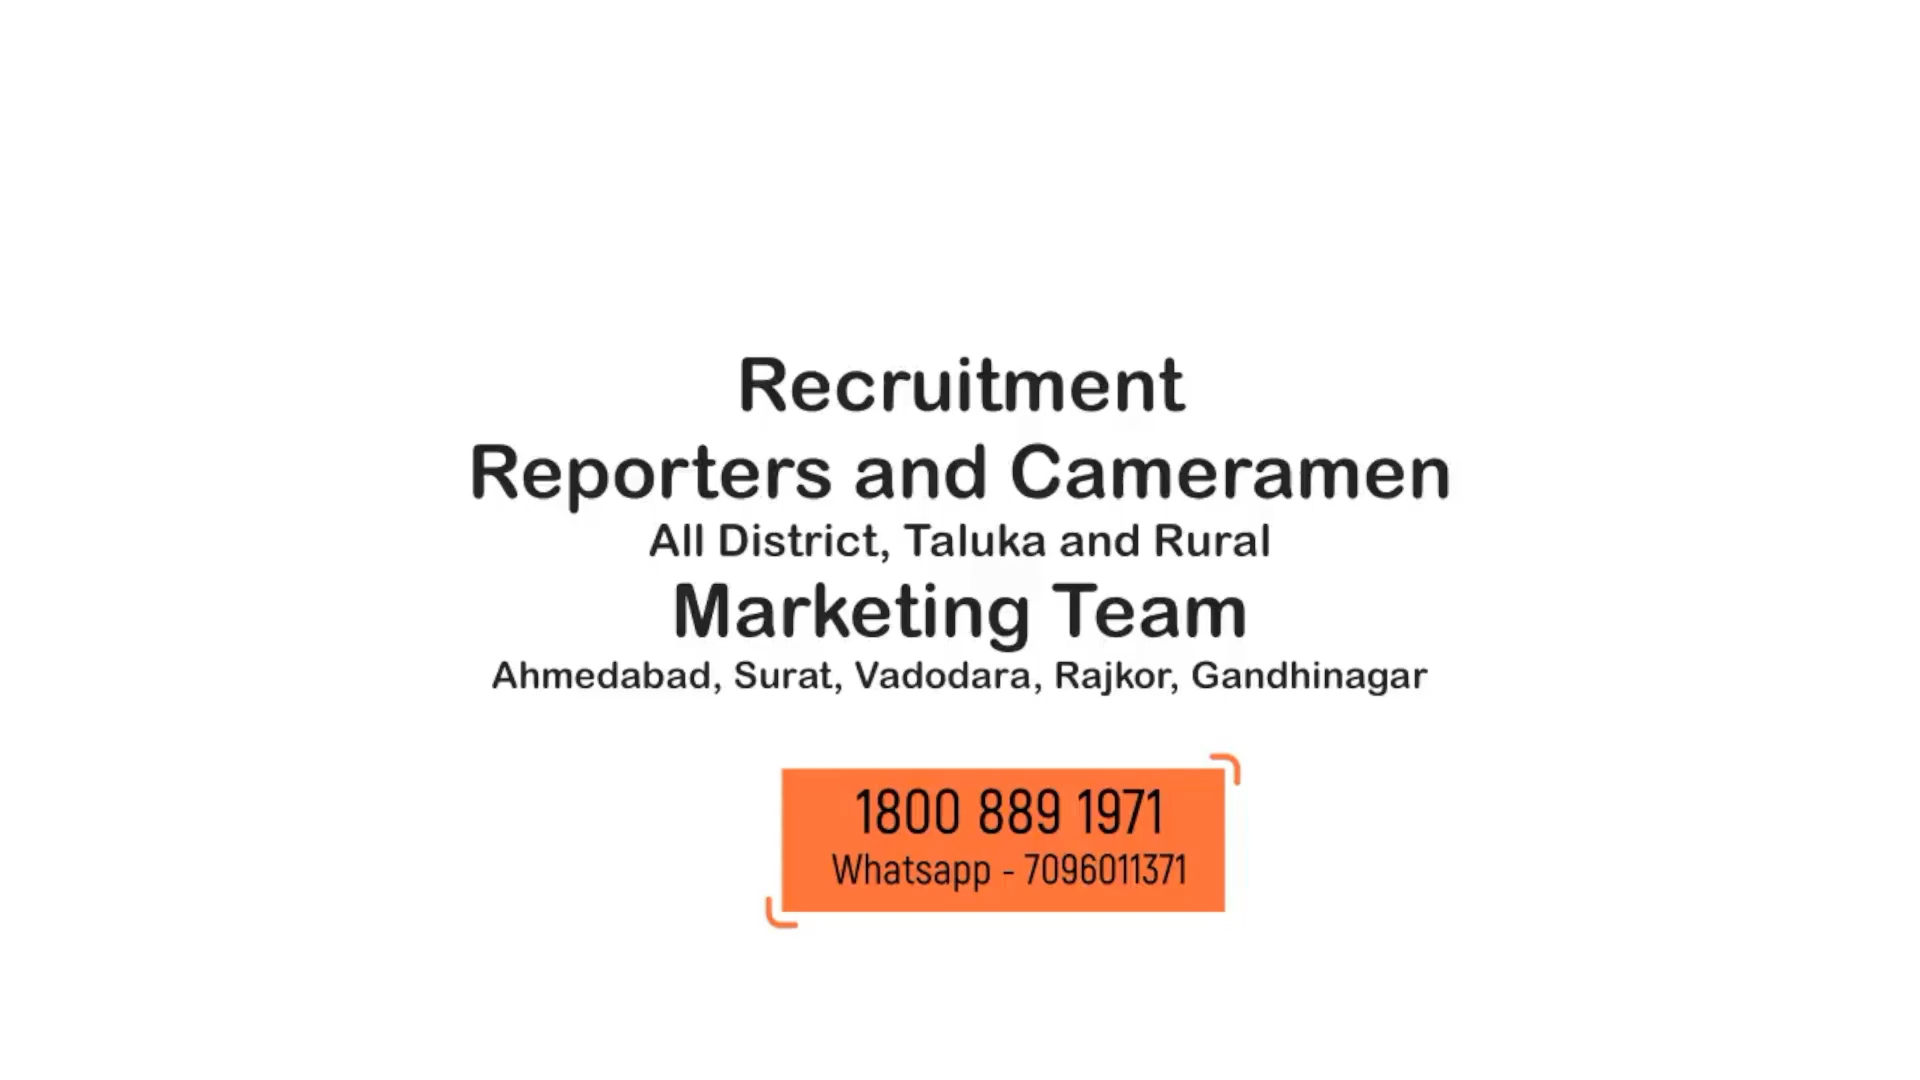 Recruitment
Reporters and Cameramen
All District, Taluka and Rural
Marketing Team
Ahmedabad, Surat, Vadodara, Rajkor, Gandhinagar
1800 889 1971
Whatsapp - 7096011371